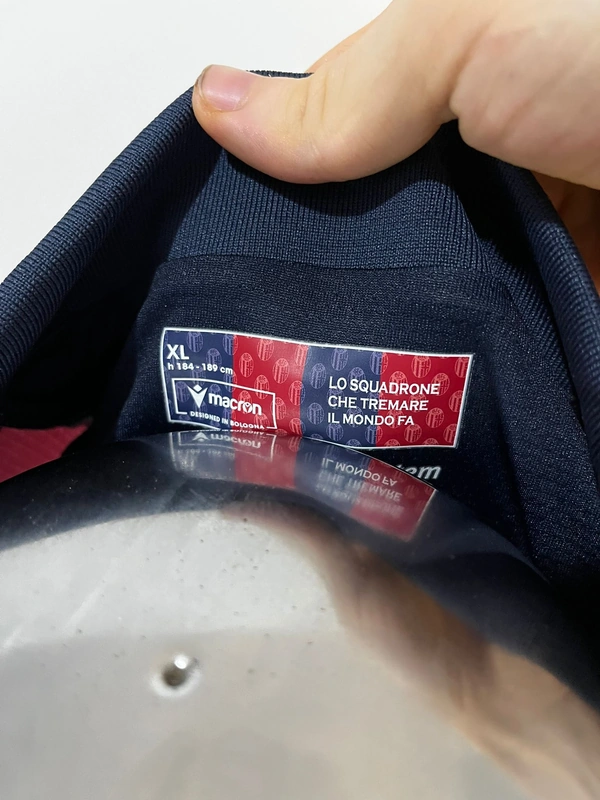 XL
h 184 - 189 cm
macron
DESIGNED IN BOLOGNA
LO SQUADRONE
CHE TREMARE
IL MONDO FA